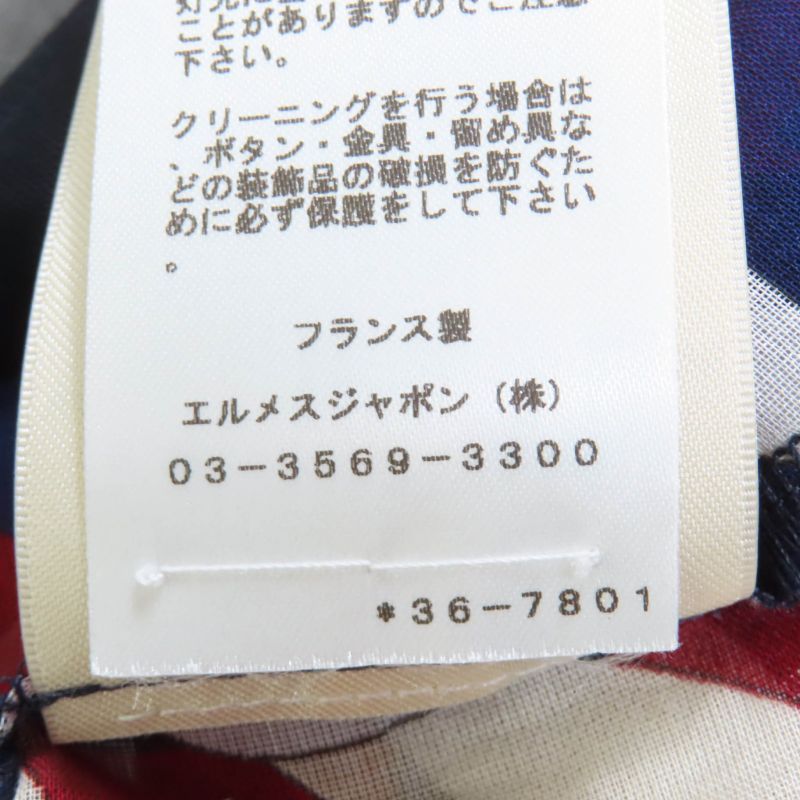 ことがありますのでご注意
下さい。
クリーニングを行う場合は
、ボタン・金具・留め具な
どの装飾品の破損を防ぐた
めに必ず保護をして下さい
。
フランス製
エルメスジャポン（株）
03-3569-3300
*36-7801